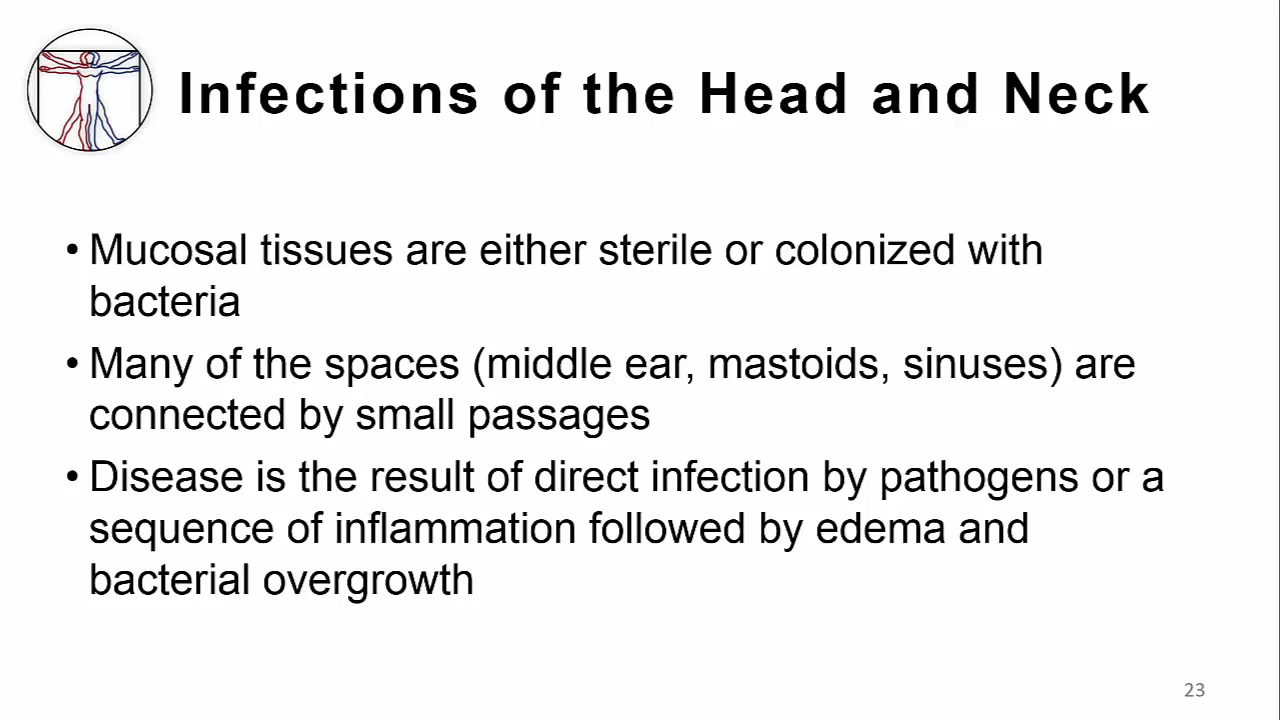 Infections of the Head and Neck
• Mucosal tissues are either sterile or colonized with
bacteria
• Many of the spaces (middle ear, mastoids, sinuses) are
connected by small passages
• Disease is the result of direct infection by pathogens or a
sequence of inflammation followed by edema and
bacterial overgrowth
23